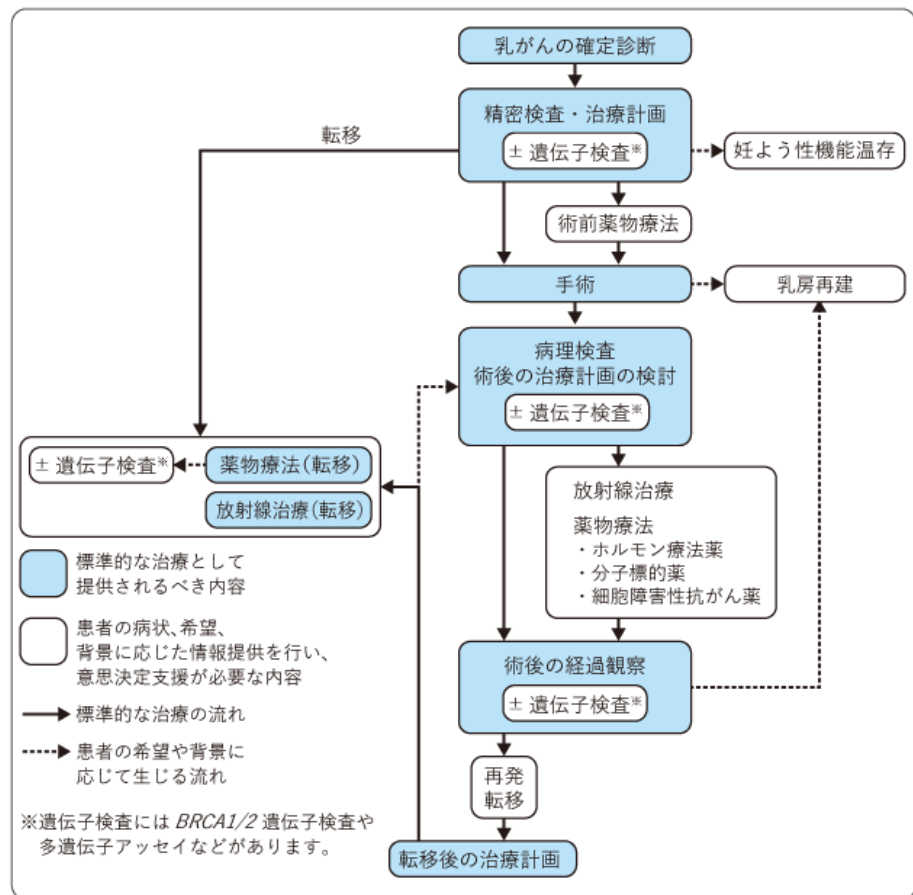 乳がんの確定診断
精密検査・治療計画
± 遺伝子検査※
転移
妊よう性機能温存
術前薬物療法
手術
乳房再建
病理検査
術後の治療計画の検討
± 遺伝子検査※
± 遺伝子検査※
薬物療法(転移)
放射線治療(転移)
放射線治療
薬物療法
・ホルモン療法薬
・分子標的薬
・細胞障害性抗がん薬
標準的な治療として
提供されるべき内容
患者の病状、希望、
背景に応じた情報提供を行い、
意思決定支援が必要な内容
術後の経過観察
± 遺伝子検査※
標準的な治療の流れ
患者の希望や背景に
応じて生じる流れ
再発
転移
※遺伝子検査には BRCA1/2 遺伝子検査や
多遺伝子アッセイなどがあります。
転移後の治療計画